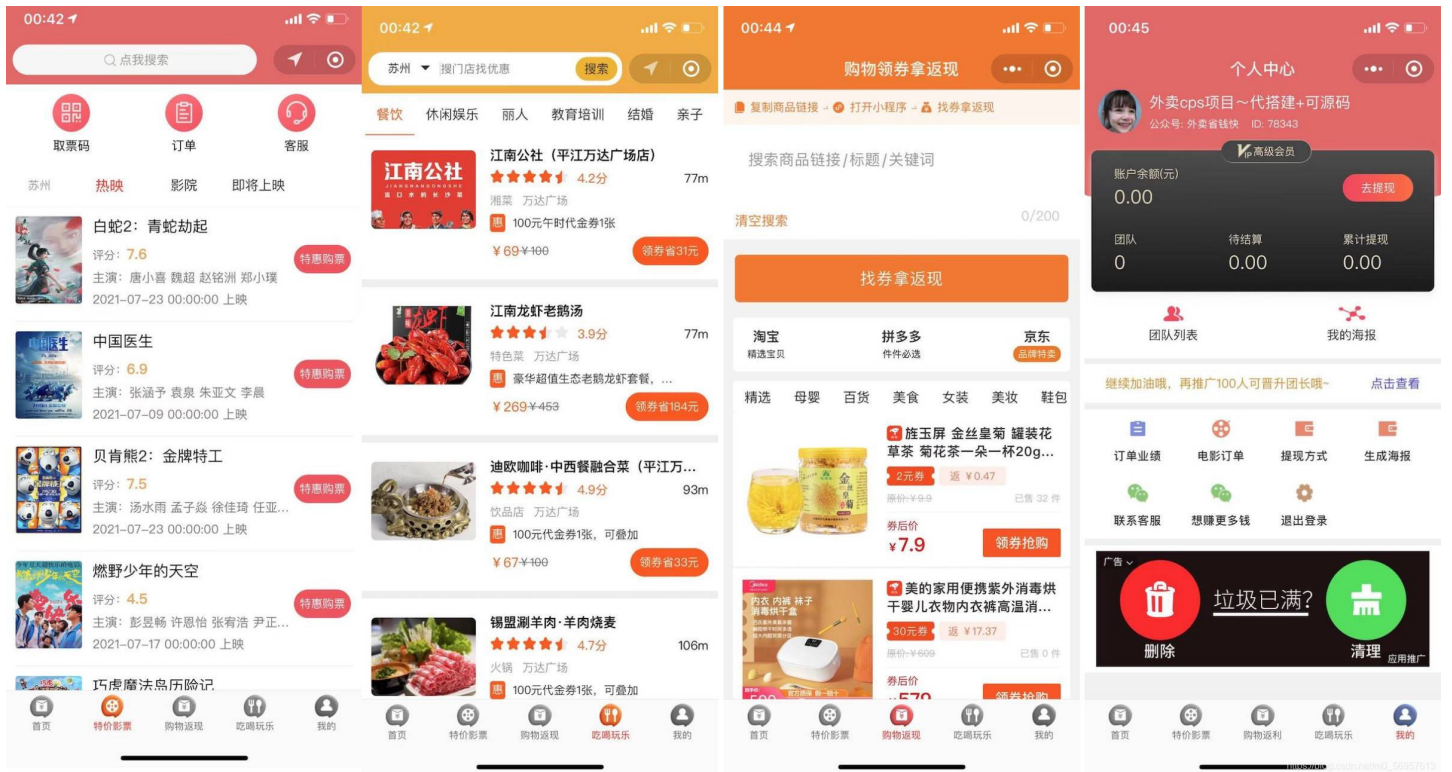 00:42
点我搜索
取票码
订单
客服
苏州
热映
影院
即将上映
白蛇2：青蛇劫起
评分：7.6
特惠购票
主演：唐小喜 魏超 赵铭洲 郑小璞
2021-07-23 00:00:00 上映
中国医生
评分：6.9
特惠购票
主演：张涵予 袁泉 朱亚文 李晨
2021-07-09 00:00:00 上映
贝肯熊2：金牌特工
评分：7.5
特惠购票
主演：汤水雨 孟子焱 徐佳琦 任亚...
2021-07-23 00:00:00 上映
燃野少年的天空
评分：4.5
特惠购票
主演：彭昱畅 许恩怡 张宥浩 尹正...
2021-07-17 00:00:00 上映
巧虎魔法岛历险记
首页
特价影票
购物返现
吃喝玩乐
我的
00:42
苏州
搜门店找优惠
搜索
餐饮
休闲娱乐
丽人
教育培训
结婚
亲子
江南公社
JIANGNANGONGSHE
江南公社（平江万达广场店）
4.2分
77m
湘菜 万达广场
惠 100元午时代金券1张
¥69 ¥100
领券省31元
江南龙虾老鹅汤
3.9分
77m
特色菜 万达广场
惠 豪华超值生态老鹅龙虾套餐，...
¥269 ¥453
领券省184元
迪欧咖啡·中西餐融合菜（平江万...
4.9分
93m
饮品店 万达广场
惠 100元代金券1张，可叠加
¥67 ¥100
领券省33元
锡盟涮羊肉·羊肉烧麦
4.7分
106m
火锅 万达广场
惠 100元代金券1张，可叠加
首页
特价影票
购物返现
吃喝玩乐
我的
00:44
购物领券拿返现
复制商品链接 → 打开小程序 → 找券拿返现
搜索商品链接/标题/关键词
清空搜索
0/200
找券拿返现
淘宝
精选宝贝
拼多多
件件必选
京东
品牌特卖
精选
母婴
百货
美食
女装
美妆
鞋包
旌玉屏 金丝皇菊 罐装花
草茶 菊花茶一朵一杯20g...
2元券
返 ¥0.47
原价:¥9.9
已售 32 件
券后价
¥7.9
领券抢购
金丝皇菊
Midea
内衣 内裤 袜子
消毒烘干盒
美的家用便携紫外消毒烘
干婴儿衣物内衣裤高温消...
30元券
返 ¥17.37
原价:¥609
已售 0 件
券后价
¥579
领券抢购
首页
特价影票
购物返现
吃喝玩乐
我的
00:45
个人中心
外卖cps项目～代搭建+可源码
公众号: 外卖省钱快 ID: 78343
VIP高级会员
账户余额(元)
0.00
去提现
团队
0
待结算
0.00
累计提现
0.00
团队列表
我的海报
继续加油哦，再推广100人可晋升团长哦~
点击查看
订单业绩
电影订单
提现方式
生成海报
联系客服
想赚更多钱
退出登录
广告
垃圾已满?
删除
清理
应用推广
首页
特价影票
购物返利
吃喝玩乐
我的